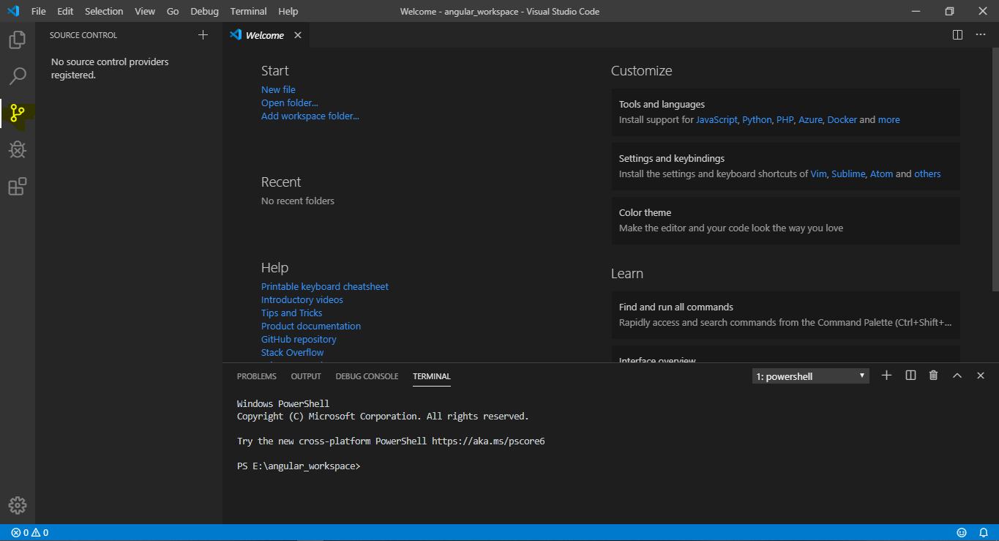 File Edit Selection View Go Debug Terminal Help
Welcome - angular_workspace - Visual Studio Code
SOURCE CONTROL
No source control providers
registered.
Welcome
Start
New file
Open folder...
Add workspace folder...
Recent
No recent folders
Help
Printable keyboard cheatsheet
Introductory videos
Tips and Tricks
Product documentation
GitHub repository
Stack Overflow
Customize
Tools and languages
Install support for JavaScript, Python, PHP, Azure, Docker and more
Settings and keybindings
Install the settings and keyboard shortcuts of Vim, Sublime, Atom and others
Color theme
Make the editor and your code look the way you love
Learn
Find and run all commands
Rapidly access and search commands from the Command Palette (Ctrl+Shift+...
Interface overview
PROBLEMS OUTPUT DEBUG CONSOLE TERMINAL
1: powershell
Windows PowerShell
Copyright (C) Microsoft Corporation. All rights reserved.
Try the new cross-platform PowerShell https://aka.ms/pscore6
PS E:\angular_workspace>
0 0